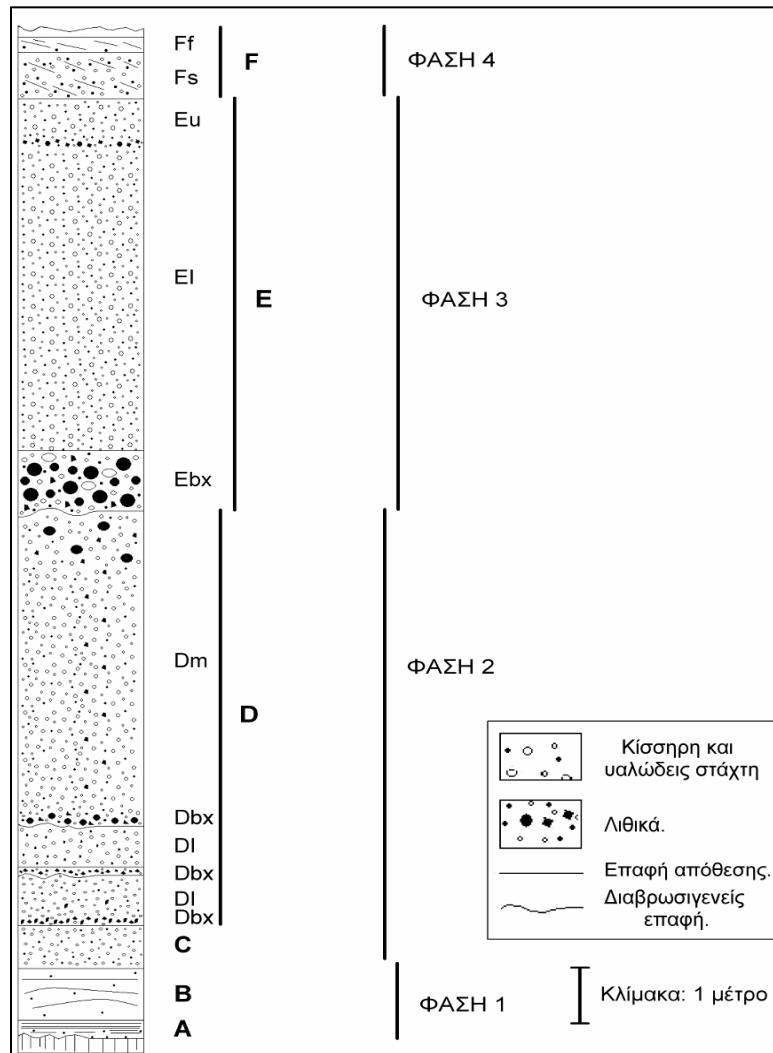 Ff
F
ΦΑΣΗ 4
Fs
Eu
El
E
ΦΑΣΗ 3
Ebx
Dm
ΦΑΣΗ 2
D
Dbx
Dl
Dbx
Dl
Dbx
C
B
ΦΑΣΗ 1
A
Κίσσηρη και
υαλώδεις στάχτη
Λιθικά.
Επαφή απόθεσης.
Διαβρωσιγενείς
επαφή.
Κλίμακα: 1 μέτρο